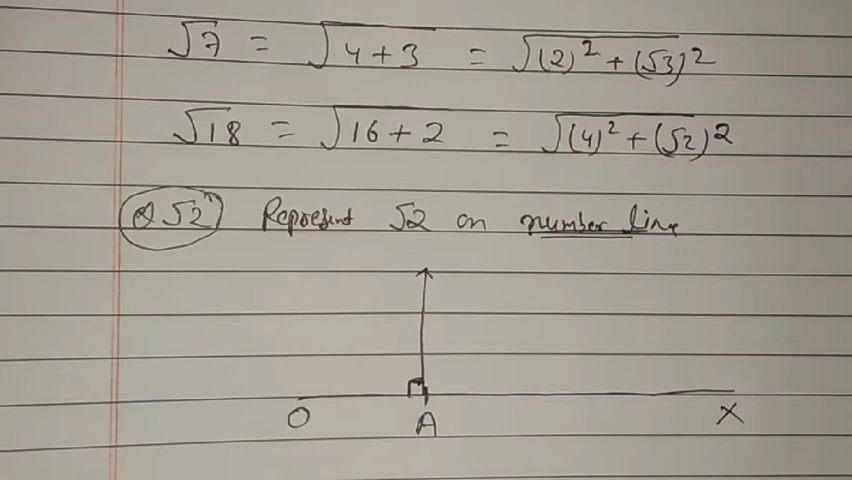 √7 = √4+3 = √(2)²+(√3)²
√18 = √16+2 = √(4)²+(√2)²
Q √2 Represent √2 on number line
O A X